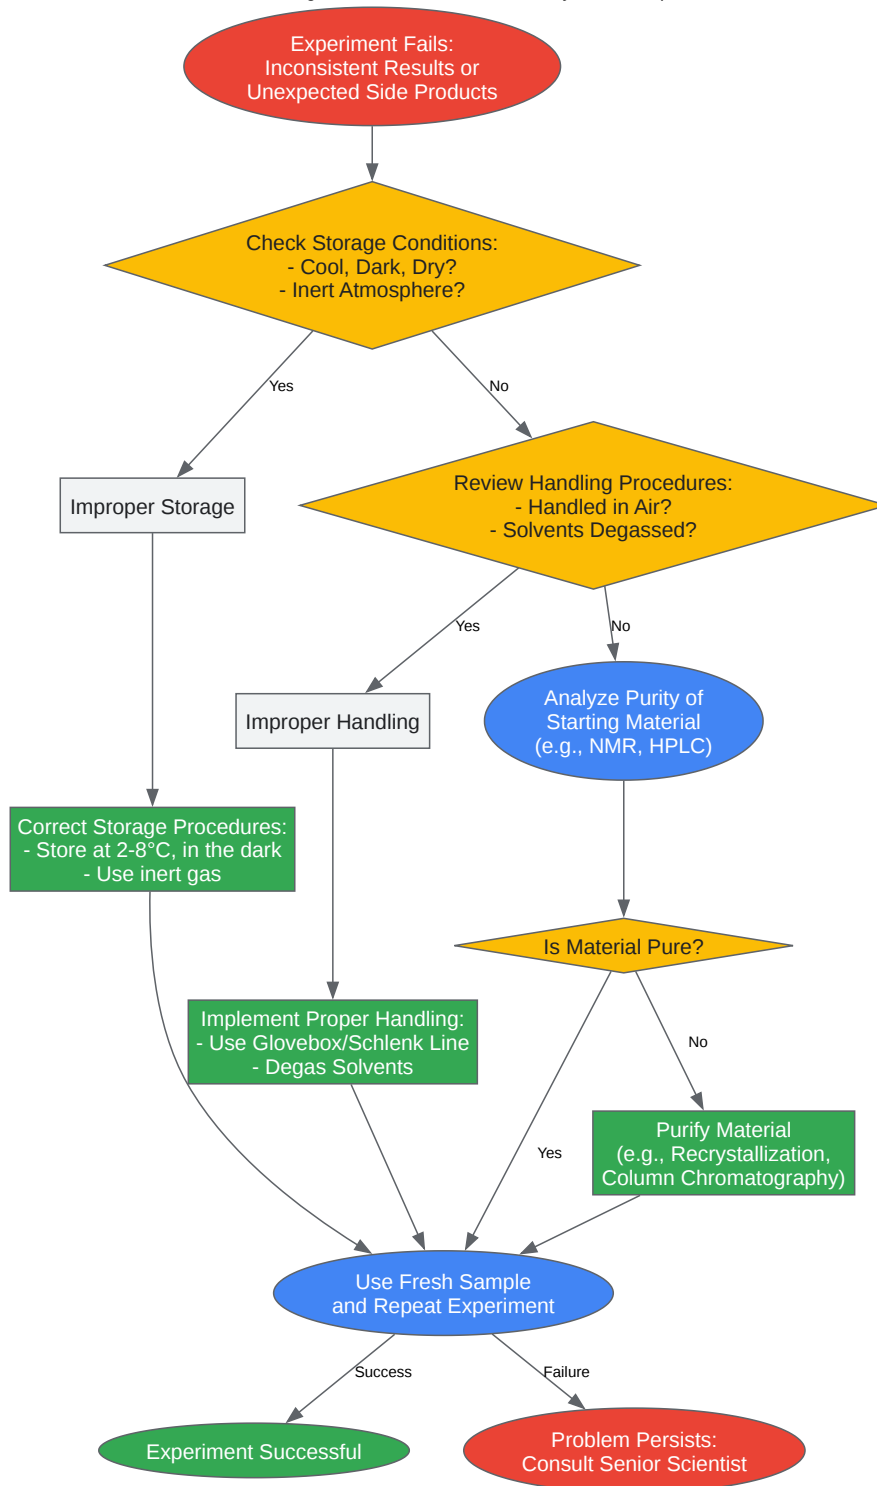 Experiment Fails:
Inconsistent Results or
Unexpected Side Products
Check Storage Conditions:
- Cool, Dark, Dry?
- Inert Atmosphere?
Yes
No
Improper Storage
Review Handling Procedures:
- Handled in Air?
- Solvents Degassed?
Yes
No
Improper Handling
Analyze Purity of
Starting Material
(e.g., NMR, HPLC)
Correct Storage Procedures:
- Store at 2-8°C, in the dark
- Use inert gas
Is Material Pure?
Implement Proper Handling:
- Use Glovebox/Schlenk Line
- Degas Solvents
No
Yes
Purify Material
(e.g., Recrystallization,
Column Chromatography)
Use Fresh Sample
and Repeat Experiment
Success
Failure
Experiment Successful
Problem Persists:
Consult Senior Scientist